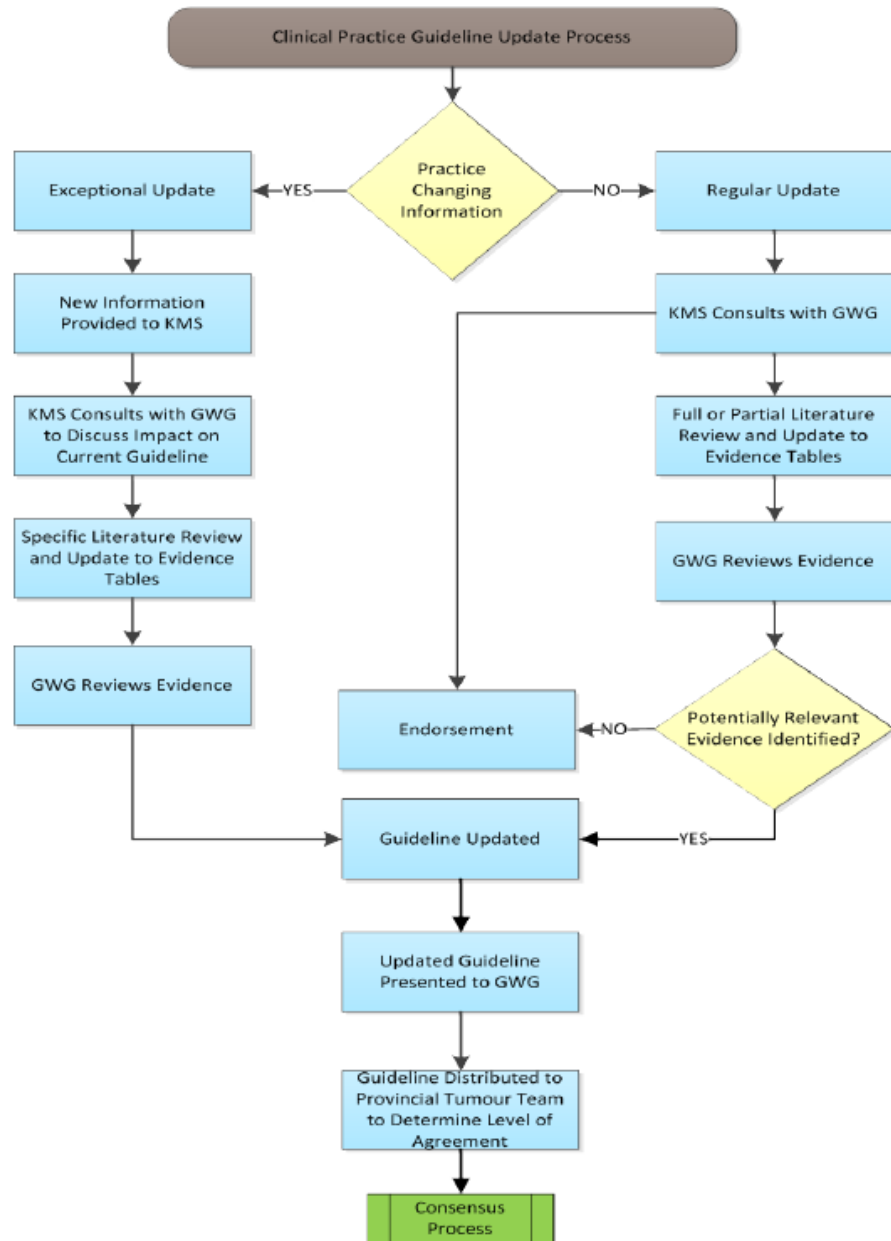 Clinical Practice Guideline Update Process
Practice
Changing
Information
YES
NO
Exceptional Update
Regular Update
New Information
Provided to KMS
KMS Consults with GWG
KMS Consults with GWG
to Discuss Impact on
Current Guideline
Full or Partial Literature
Review and Update to
Evidence Tables
Specific Literature Review
and Update to Evidence
Tables
GWG Reviews Evidence
GWG Reviews Evidence
Potentially Relevant
Evidence Identified?
NO
Endorsement
YES
Guideline Updated
Updated Guideline
Presented to GWG
Guideline Distributed to
Provincial Tumour Team
to Determine Level of
Agreement
Consensus
Process